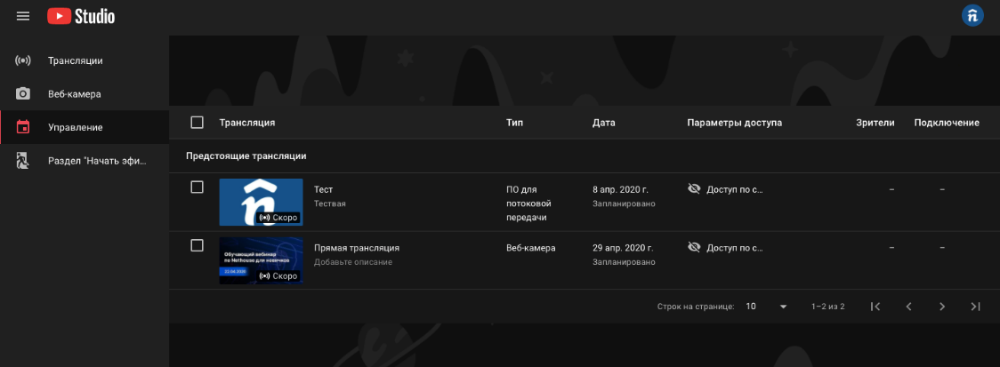 Studio
Трансляции
Веб-камера
Управление
Раздел "Начать эфи...
Трансляция Тип Дата Параметры доступа Зрители Подключение
Предстоящие трансляции
Тест
Тествая
Скоро
ПО для
потоковой
передачи
8 апр. 2020 г.
Запланировано
Доступ по с...
–
–
Обучающий вебинар
по Nethouse для новичков
22.04.2020
Скоро
Прямая трансляция
Добавьте описание
Веб-камера
29 апр. 2020 г.
Запланировано
Доступ по с...
–
–
Строк на странице: 10 1–2 из 2